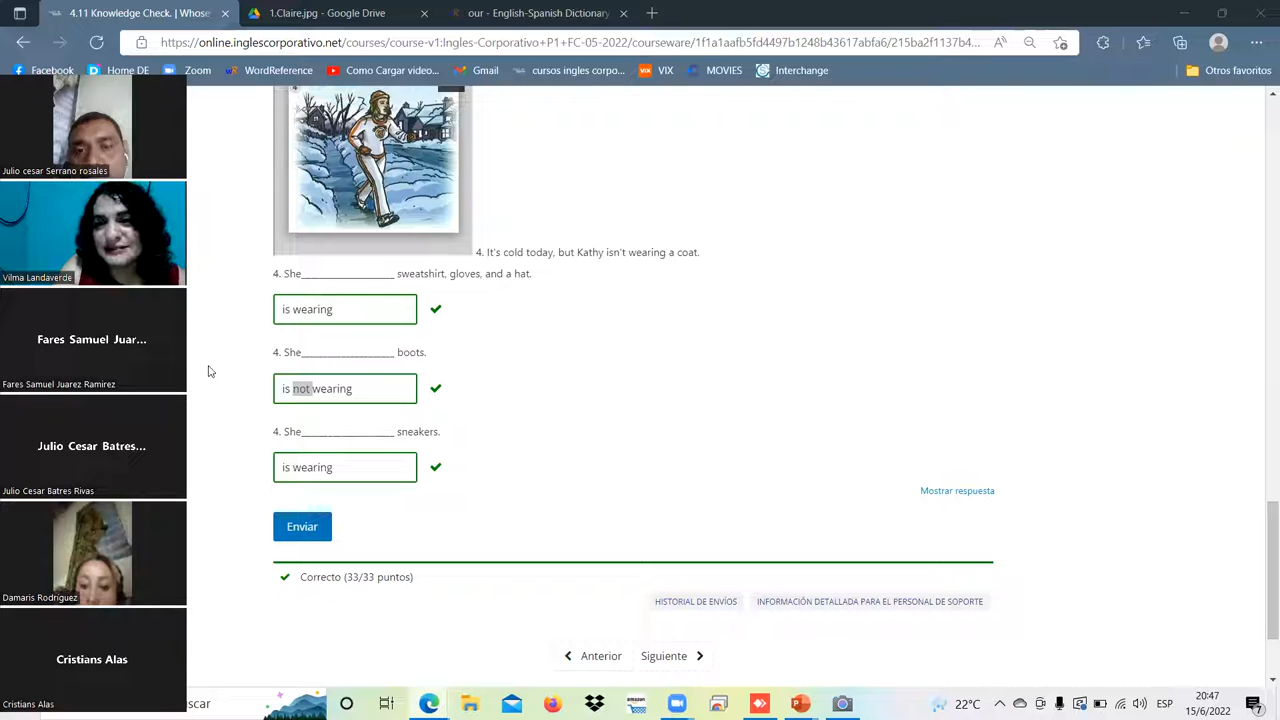 4.11 Knowledge Check. | Whose
1.Claire.jpg - Google Drive
our - English-Spanish Dictionary
https://online.inglescorporativo.net/courses/course-v1:Ingles-Corporativo+P1+FC-05-2022/courseware/1f1a1aafb5fd4497b1248b43617abfa6/215ba2f1137b4...
Facebook
Home DE
Zoom
WordReference
Como Cargar video...
Gmail
cursos ingles corpo...
VIX
MOVIES
Interchange
Otros favoritos
Julio cesar Serrano rosales
Vilma Landaverde
Fares Samuel Juar...
Fares Samuel Juarez Ramirez
Julio Cesar Batres...
Julio Cesar Batres Rivas
Damaris Rodríguez
Cristians Alas
Cristians Alas
4. It's cold today, but Kathy isn't wearing a coat.
4. She___________________ sweatshirt, gloves, and a hat.
is wearing
4. She___________________ boots.
is not wearing
4. She___________________ sneakers.
is wearing
Mostrar respuesta
Enviar
Correcto (33/33 puntos)
HISTORIAL DE ENVÍOS
INFORMACIÓN DETALLADA PARA EL PERSONAL DE SOPORTE
Anterior
Siguiente
scar
22°C
ESP
20:47
15/6/2022